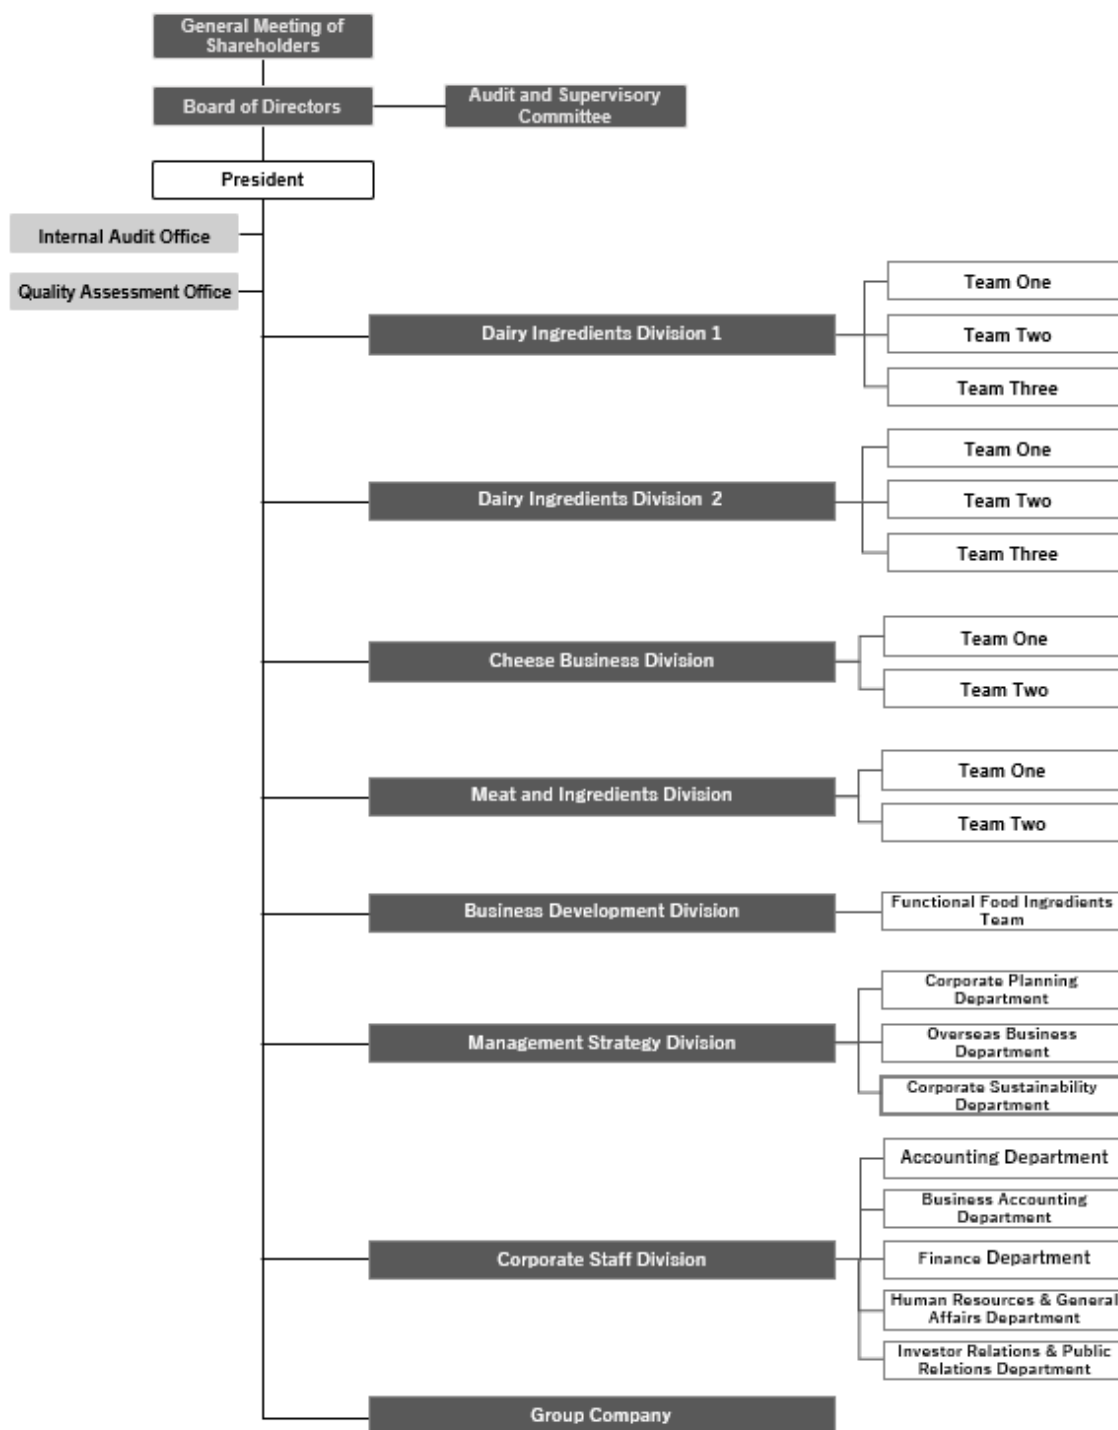 General Meeting of
Shareholders
Board of Directors
Audit and Supervisory
Committee
President
Internal Audit Office
Quality Assessment Office
Dairy Ingredients Division 1
Team One
Team Two
Team Three
Dairy Ingredients Division 2
Team One
Team Two
Team Three
Cheese Business Division
Team One
Team Two
Meat and Ingredients Division
Team One
Team Two
Business Development Division
Functional Food Ingredients
Team
Management Strategy Division
Corporate Planning
Department
Overseas Business
Department
Corporate Sustainability
Department
Corporate Staff Division
Accounting Department
Business Accounting
Department
Finance Department
Human Resources & General
Affairs Department
Investor Relations & Public
Relations Department
Group Company